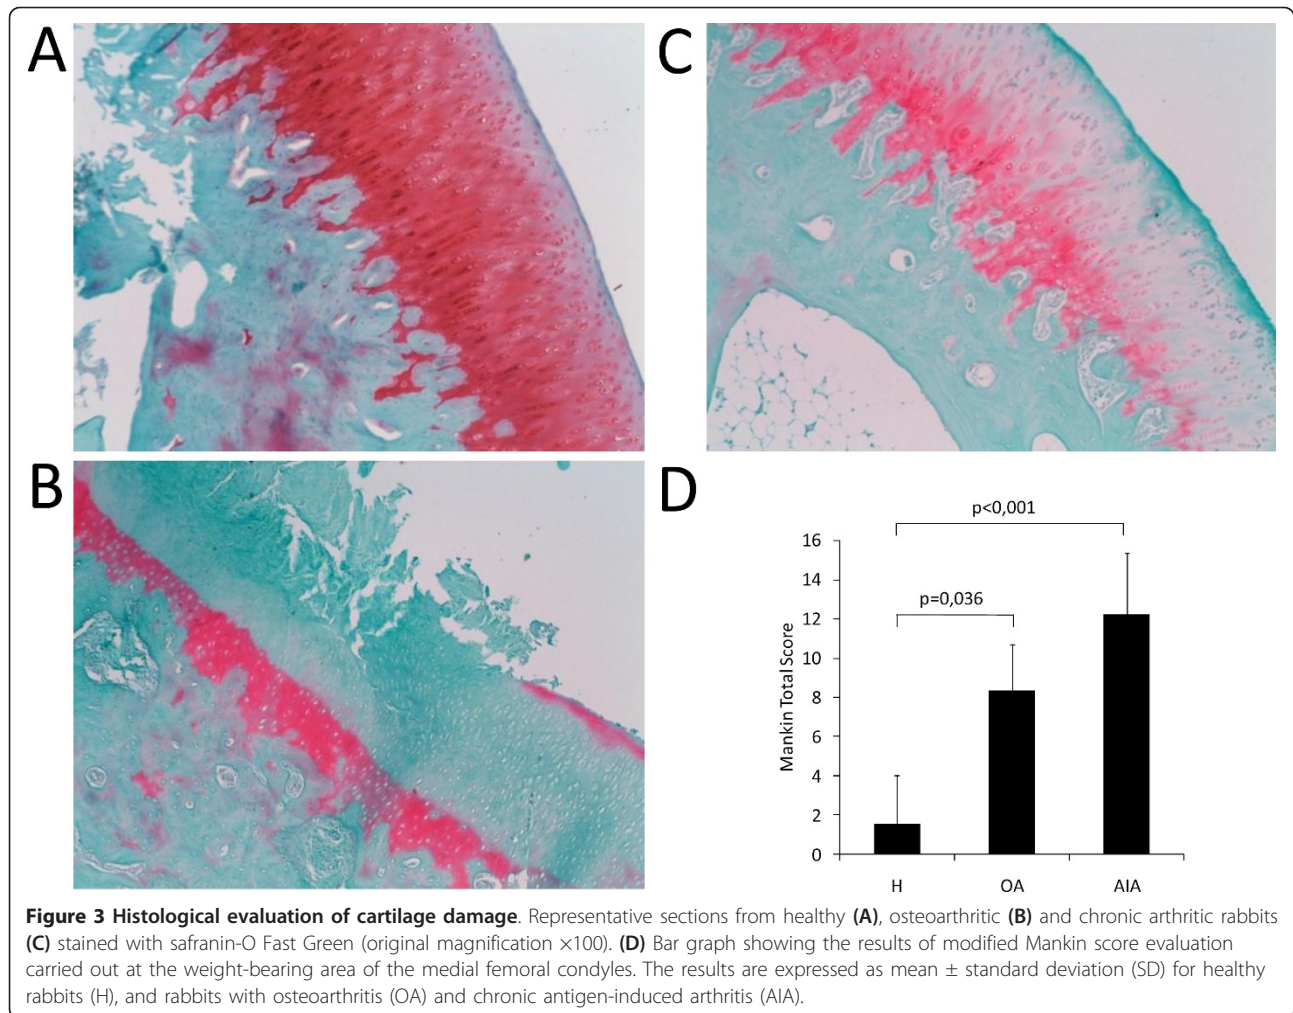 A
C
B
D
p<0,001
p=0,036
Mankin Total Score
16
14
12
10
8
6
4
2
0
H OA AIA
Figure 3 Histological evaluation of cartilage damage. Representative sections from healthy (A), osteoarthritic (B) and chronic arthritic rabbits
(C) stained with safranin-O Fast Green (original magnification ×100). (D) Bar graph showing the results of modified Mankin score evaluation
carried out at the weight-bearing area of the medial femoral condyles. The results are expressed as mean ± standard deviation (SD) for healthy
rabbits (H), and rabbits with osteoarthritis (OA) and chronic antigen-induced arthritis (AIA).